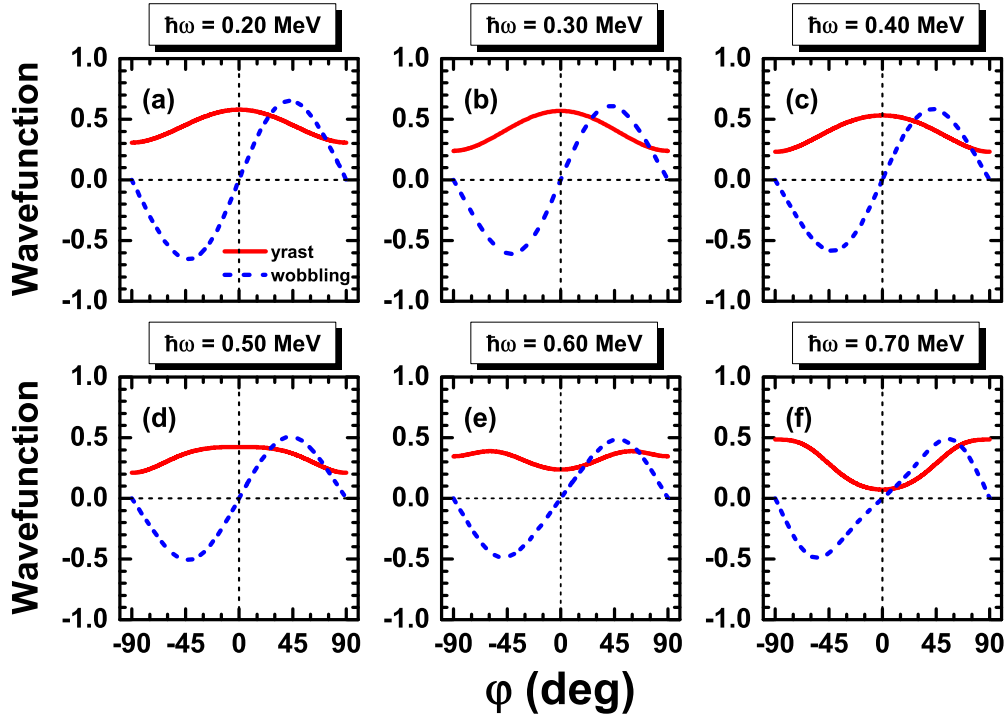 ħω = 0.20 MeV ħω = 0.30 MeV ħω = 0.40 MeV
Wavefunction
1.0 1.0 1.0
(a) (b) (c)
0.5 0.5 0.5
0.0 0.0 0.0
-0.5 -0.5 -0.5
yrast
wobbling
-1.0 -1.0 -1.0
ħω = 0.50 MeV ħω = 0.60 MeV ħω = 0.70 MeV
Wavefunction
1.0 1.0 1.0
(d) (e) (f)
0.5 0.5 0.5
0.0 0.0 0.0
-0.5 -0.5 -0.5
-1.0 -1.0 -1.0
-90 -45 0 45 90 -90 -45 0 45 90 -90 -45 0 45 90
φ (deg)